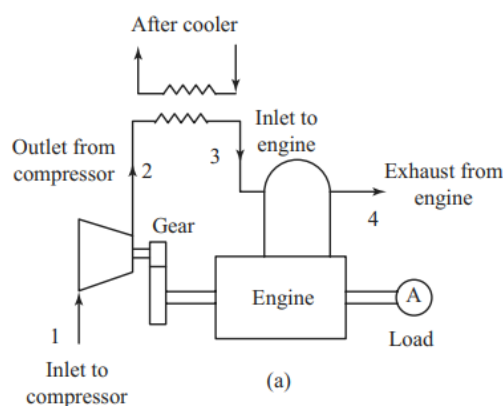 After cooler
Inlet to
engine
Outlet from
compressor
2
3
Exhaust from
engine
4
Gear
Engine
A
Load
1
Inlet to
compressor
(a)